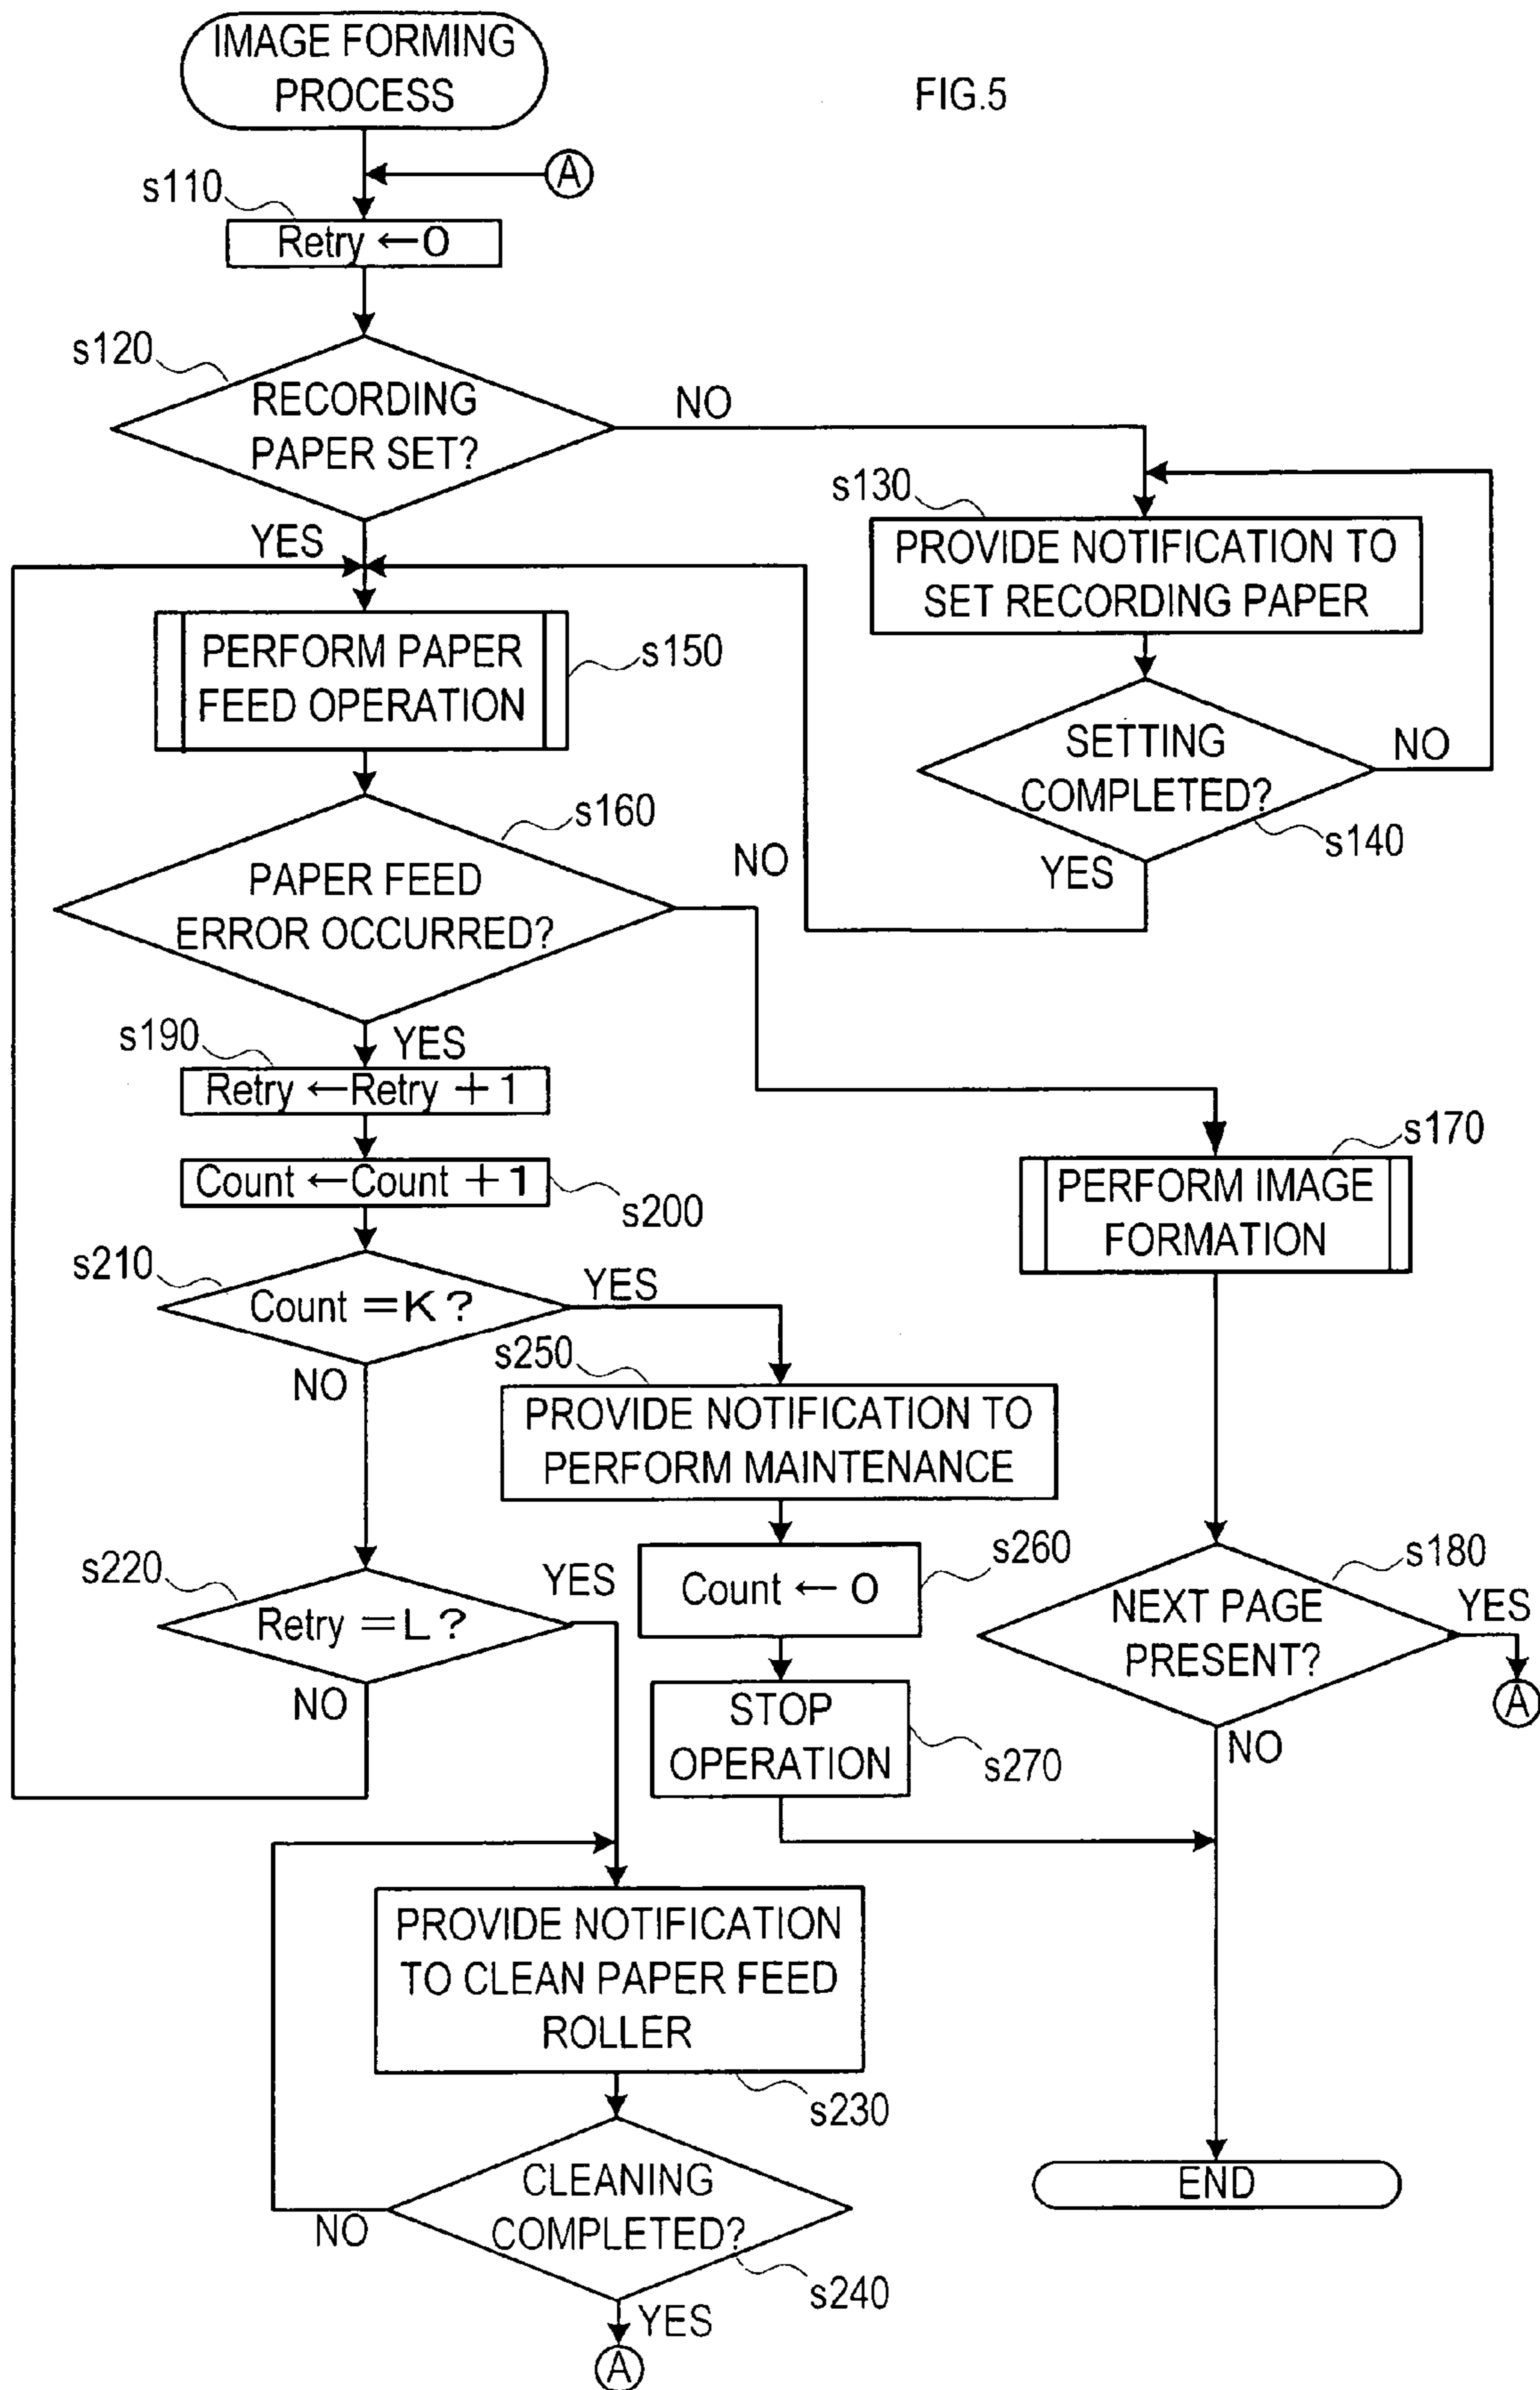 IMAGE FORMING
PROCESS
FIG.5
A
s110
Retry ←0
s120
RECORDING
PAPER SET?
NO
YES
s130
PROVIDE NOTIFICATION TO
SET RECORDING PAPER
PERFORM PAPER
FEED OPERATION
s150
SETTING
COMPLETED?
NO
s140
YES
s160
PAPER FEED
ERROR OCCURRED?
NO
YES
s190
Retry ←Retry +1
Count ←Count +1
s200
s170
PERFORM IMAGE
FORMATION
s210
Count =K?
YES
NO
s250
PROVIDE NOTIFICATION TO
PERFORM MAINTENANCE
s220
Retry =L?
YES
NO
Count ← 0
s260
STOP
OPERATION
s270
s180
NEXT PAGE
PRESENT?
YES
A
NO
PROVIDE NOTIFICATION
TO CLEAN PAPER FEED
ROLLER
s230
CLEANING
COMPLETED?
NO
s240
YES
A
END